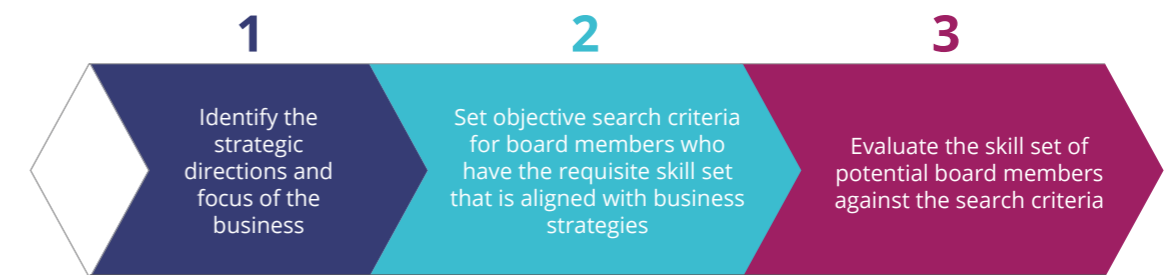 1
Identify the
strategic
directions and
focus of the
business
2
Set objective search criteria
for board members who
have the requisite skill set
that is aligned with business
strategies
3
Evaluate the skill set of
potential board members
against the search criteria